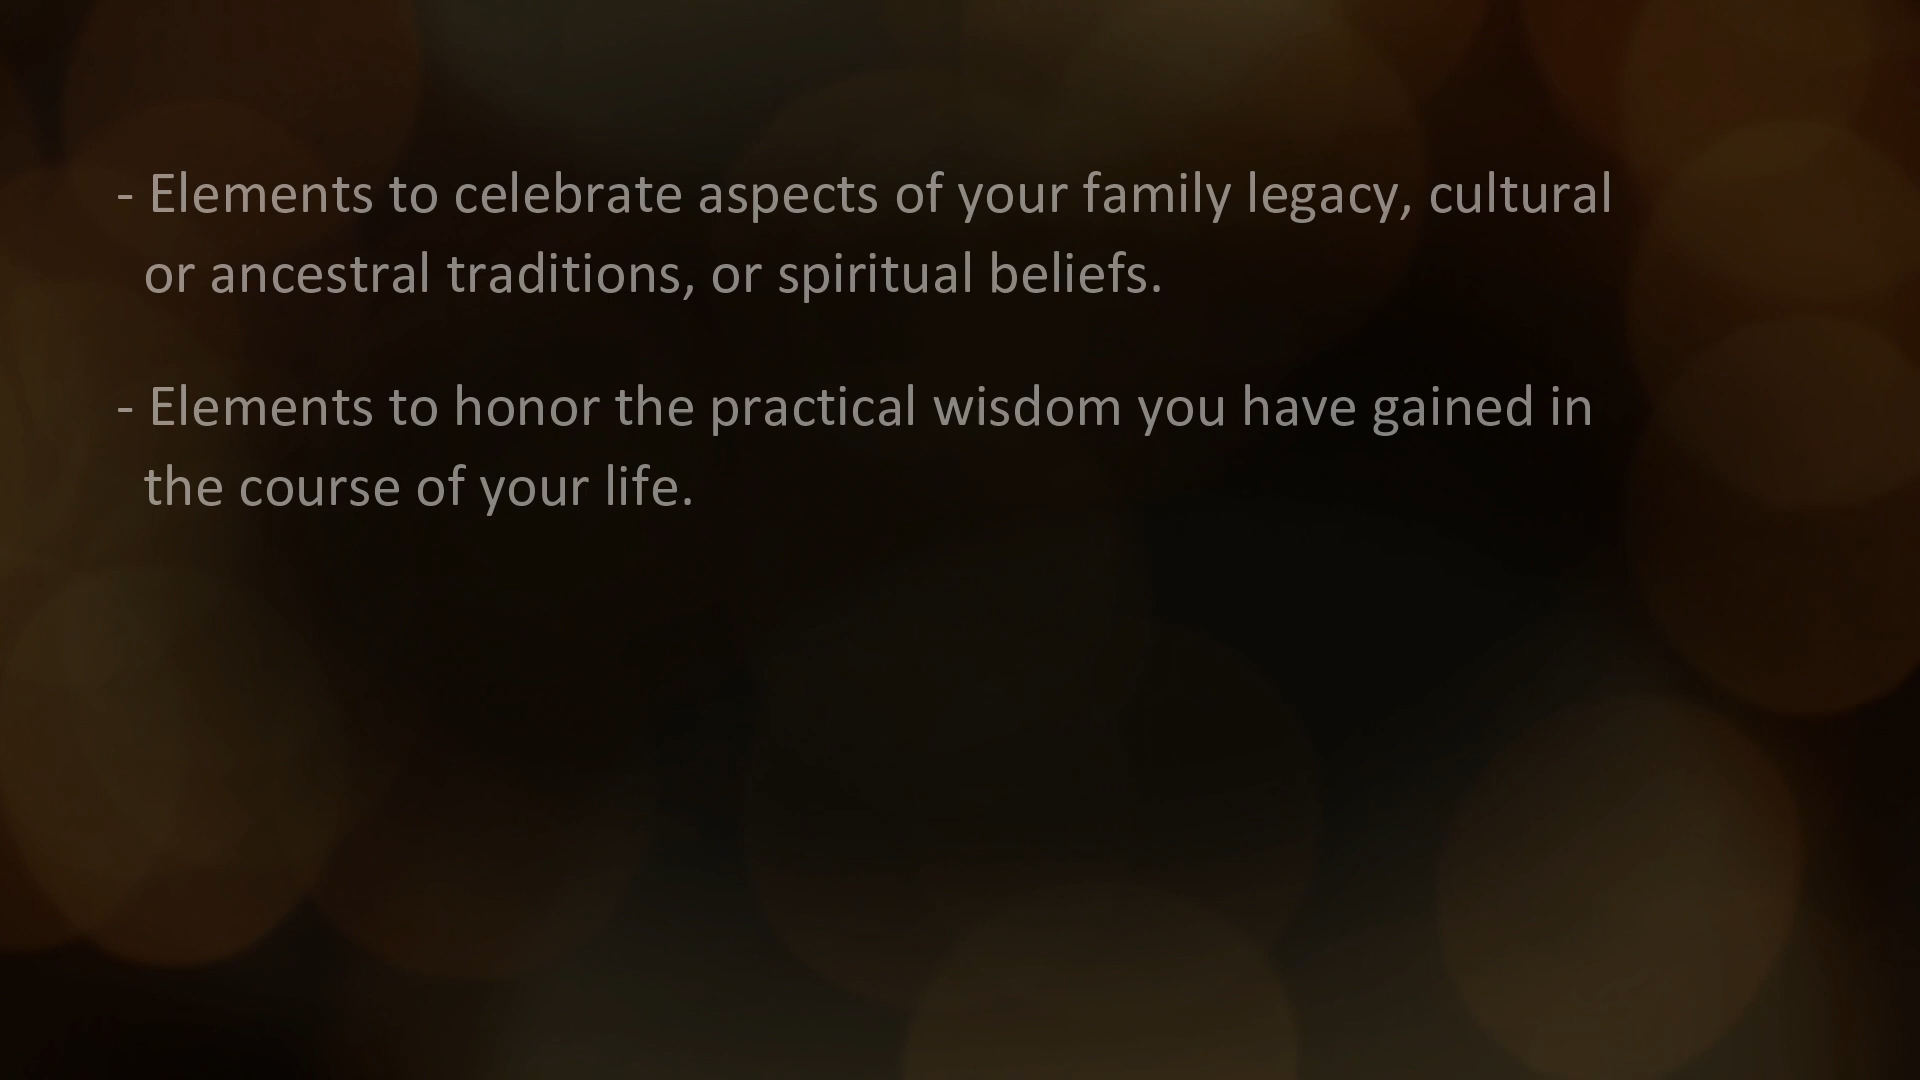 - Elements to celebrate aspects of your family legacy, cultural
or ancestral traditions, or spiritual beliefs.
- Elements to honor the practical wisdom you have gained in
the course of your life.